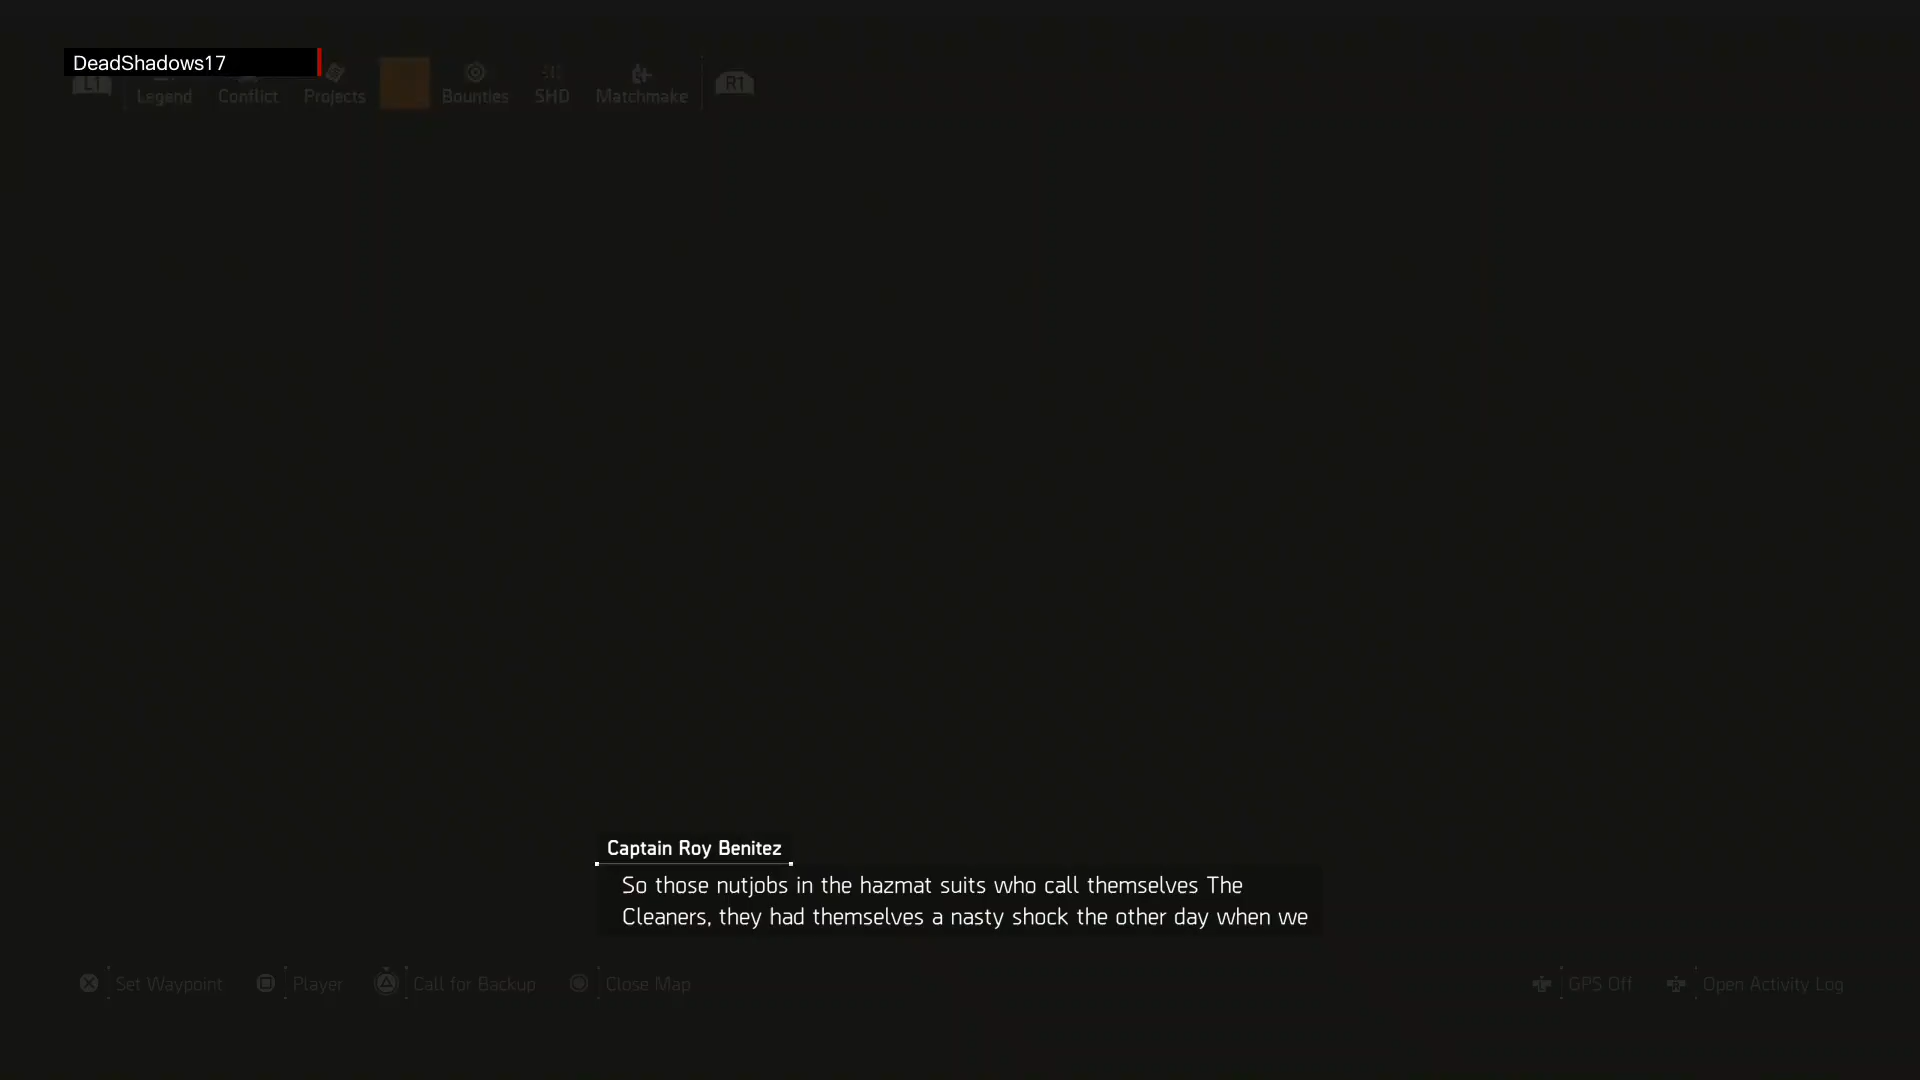 DeadShadows17
L1 Legend Conflict Projects Bounties SHD Matchmake R1
Captain Roy Benitez
So those nutjobs in the hazmat suits who call themselves The
Cleaners, they had themselves a nasty shock the other day when we
Set Waypoint Player Call for Backup Close Map GPS Off Open Activity Log